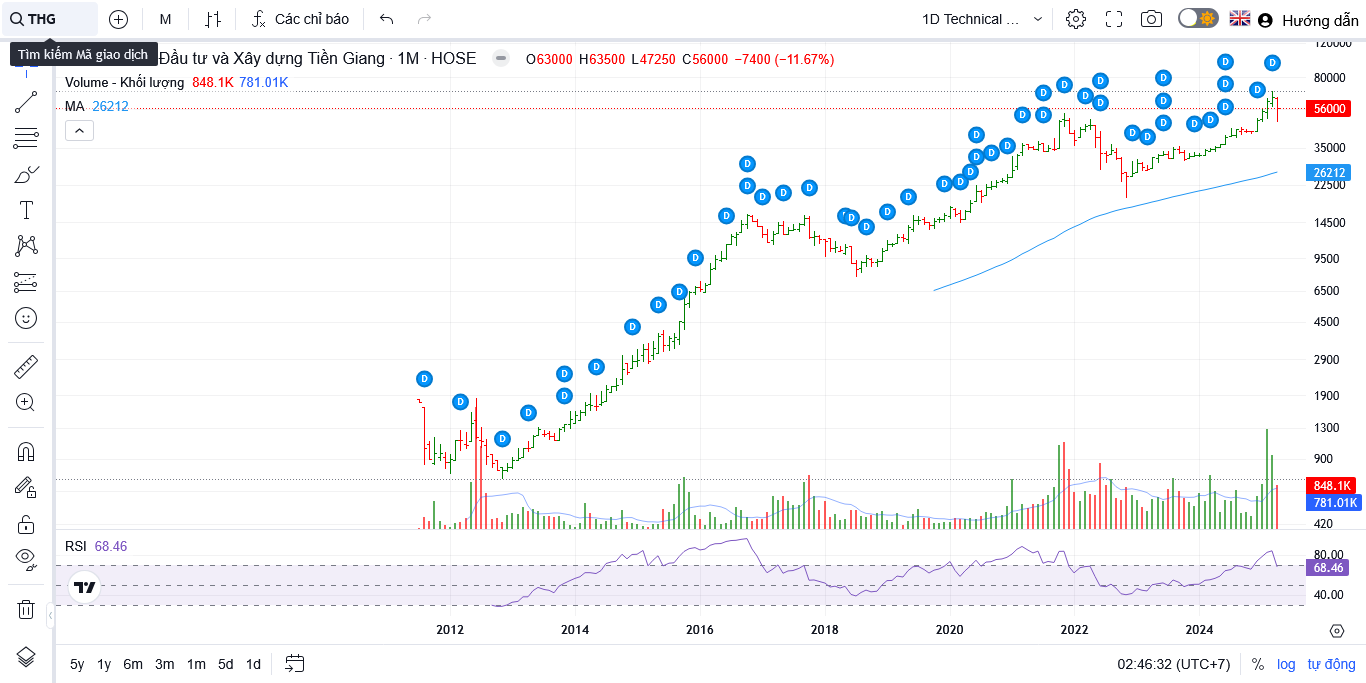 THG
M
Các chỉ báo
1D Technical ...
Hướng dẫn
Tìm kiếm Mã giao dịch
Đầu tư và Xây dựng Tiền Giang · 1M · HOSE
O63000 H63500 L47250 C56000 −7400 (−11.67%)
Volume - Khối lượng 848.1K 781.01K
MA 26212
120000
80000
56000
35000
26212
22500
14500
9500
6500
4500
2900
1900
1300
900
848.1K
781.01K
420
RSI 68.46
80.00
68.46
40.00
2012 2014 2016 2018 2020 2022 2024
5y 1y 6m 3m 1m 5d 1d
02:46:32 (UTC+7) % log tự động